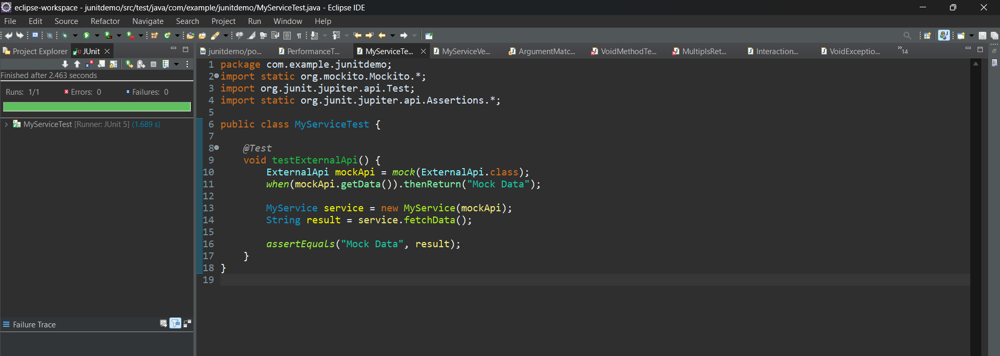 eclipse-workspace - junitdemo/src/test/java/com/example/junitdemo/MyServiceTest.java - Eclipse IDE
File Edit Source Refactor Navigate Search Project Run Window Help
Project Explorer JUnit
junitdemo/po... PerformanceT... MyServiceTe... MyServiceVe... ArgumentMatc... VoidMethodTe... MultiplsRet... Interaction... VoidExceptio... »14
Finished after 2.463 seconds
Runs: 1/1 Errors: 0 Failures: 0
MyServiceTest [Runner: JUnit 5] (1.689 s)
Failure Trace
1 package com.example.junitdemo;
2 import static org.mockito.Mockito.*;
3 import org.junit.jupiter.api.Test;
4 import static org.junit.jupiter.api.Assertions.*;
5
6 public class MyServiceTest {
7
8     @Test
9     void testExternalApi() {
10         ExternalApi mockApi = mock(ExternalApi.class);
11         when(mockApi.getData()).thenReturn("Mock Data");
12
13         MyService service = new MyService(mockApi);
14         String result = service.fetchData();
15
16         assertEquals("Mock Data", result);
17     }
18 }
19